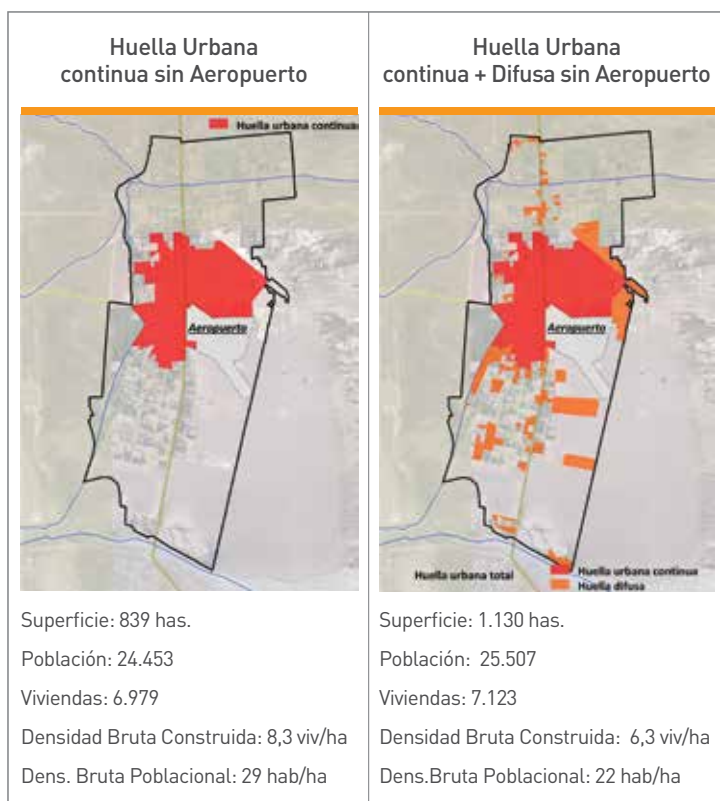 Huella Urbana
continua sin Aeropuerto
Huella urbana continua
Aeropuerto
Superficie: 839 has.
Población: 24.453
Viviendas: 6.979
Densidad Bruta Construida: 8,3 viv/ha
Dens. Bruta Poblacional: 29 hab/ha
Huella Urbana
continua + Difusa sin Aeropuerto
Aeropuerto
Huella urbana total
Huella urbana continua
Huella difusa
Superficie: 1.130 has.
Población: 25.507
Viviendas: 7.123
Densidad Bruta Construida: 6,3 viv/ha
Dens.Bruta Poblacional: 22 hab/ha